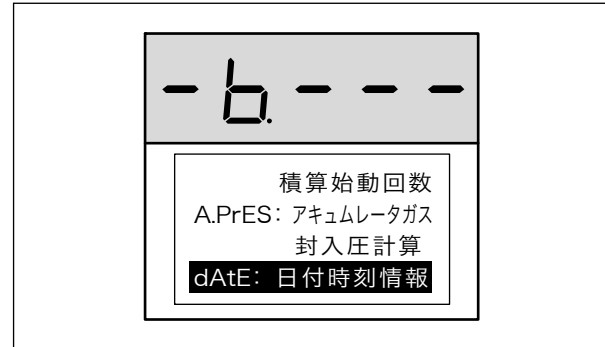 -b.---
積算始動回数
A.PrES：アキュムレータガス
封入圧計算
dAtE：日付時刻情報